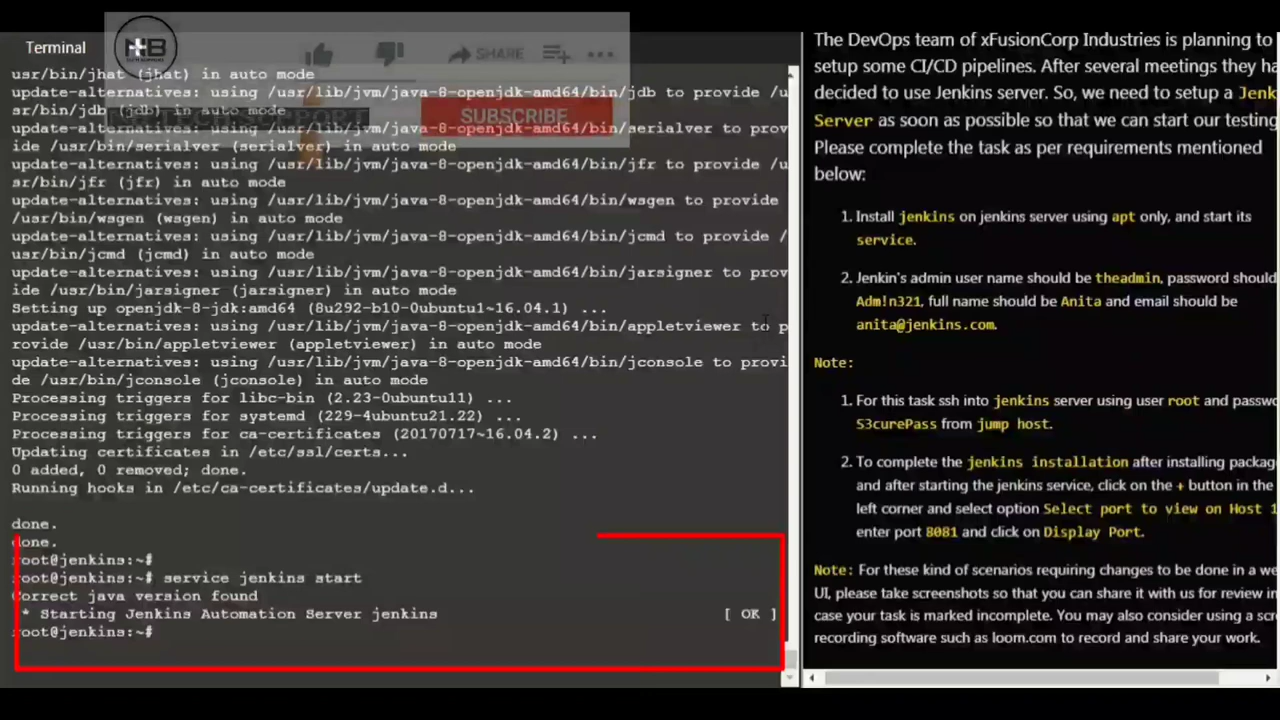 Terminal
NB
SHARE
SUBSCRIBE
usr/bin/jhat (jhat) in auto mode
update-alternatives: using /usr/lib/jvm/java-8-openjdk-amd64/bin/jdb to provide /u
sr/bin/jdb (jdb) in auto mode
update-alternatives: using /usr/lib/jvm/java-8-openjdk-amd64/bin/serialver to prov
ide /usr/bin/serialver (serialver) in auto mode
update-alternatives: using /usr/lib/jvm/java-8-openjdk-amd64/bin/jfr to provide /u
sr/bin/jfr (jfr) in auto mode
update-alternatives: using /usr/lib/jvm/java-8-openjdk-amd64/bin/wsgen to provide
/usr/bin/wsgen (wsgen) in auto mode
update-alternatives: using /usr/lib/jvm/java-8-openjdk-amd64/bin/jcmd to provide /
usr/bin/jcmd (jcmd) in auto mode
update-alternatives: using /usr/lib/jvm/java-8-openjdk-amd64/bin/jarsigner to prov
ide /usr/bin/jarsigner (jarsigner) in auto mode
Setting up openjdk-8-jdk:amd64 (8u292-b10-0ubuntu1~16.04.1) ...
update-alternatives: using /usr/lib/jvm/java-8-openjdk-amd64/bin/appletviewer to p
rovide /usr/bin/appletviewer (appletviewer) in auto mode
update-alternatives: using /usr/lib/jvm/java-8-openjdk-amd64/bin/jconsole to provi
de /usr/bin/jconsole (jconsole) in auto mode
Processing triggers for libc-bin (2.23-0ubuntu11) ...
Processing triggers for systemd (229-4ubuntu21.22) ...
Processing triggers for ca-certificates (20170717~16.04.2) ...
Updating certificates in /etc/ssl/certs...
0 added, 0 removed; done.
Running hooks in /etc/ca-certificates/update.d...
done.
done.
root@jenkins:~#
root@jenkins:~# service jenkins start
Correct java version found
* Starting Jenkins Automation Server jenkins [ OK ]
root@jenkins:~#
The DevOps team of xFusionCorp Industries is planning to
setup some CI/CD pipelines. After several meetings they ha
decided to use Jenkins server. So, we need to setup a Jenk
Server as soon as possible so that we can start our testing
Please complete the task as per requirements mentioned
below:
1. Install jenkins on jenkins server using apt only, and start its
service.
2. Jenkin's admin user name should be theadmin, password should
Adm!n321, full name should be Anita and email should be
anita@jenkins.com.
Note:
1. For this task ssh into jenkins server using user root and passwo
S3curePass from jump host.
2. To complete the jenkins installation after installing packag
and after starting the jenkins service, click on the + button in the
left corner and select option Select port to view on Host 1
enter port 8081 and click on Display Port.
Note: For these kind of scenarios requiring changes to be done in a we
UI, please take screenshots so that you can share it with us for review in
case your task is marked incomplete. You may also consider using a scr
recording software such as loom.com to record and share your work.